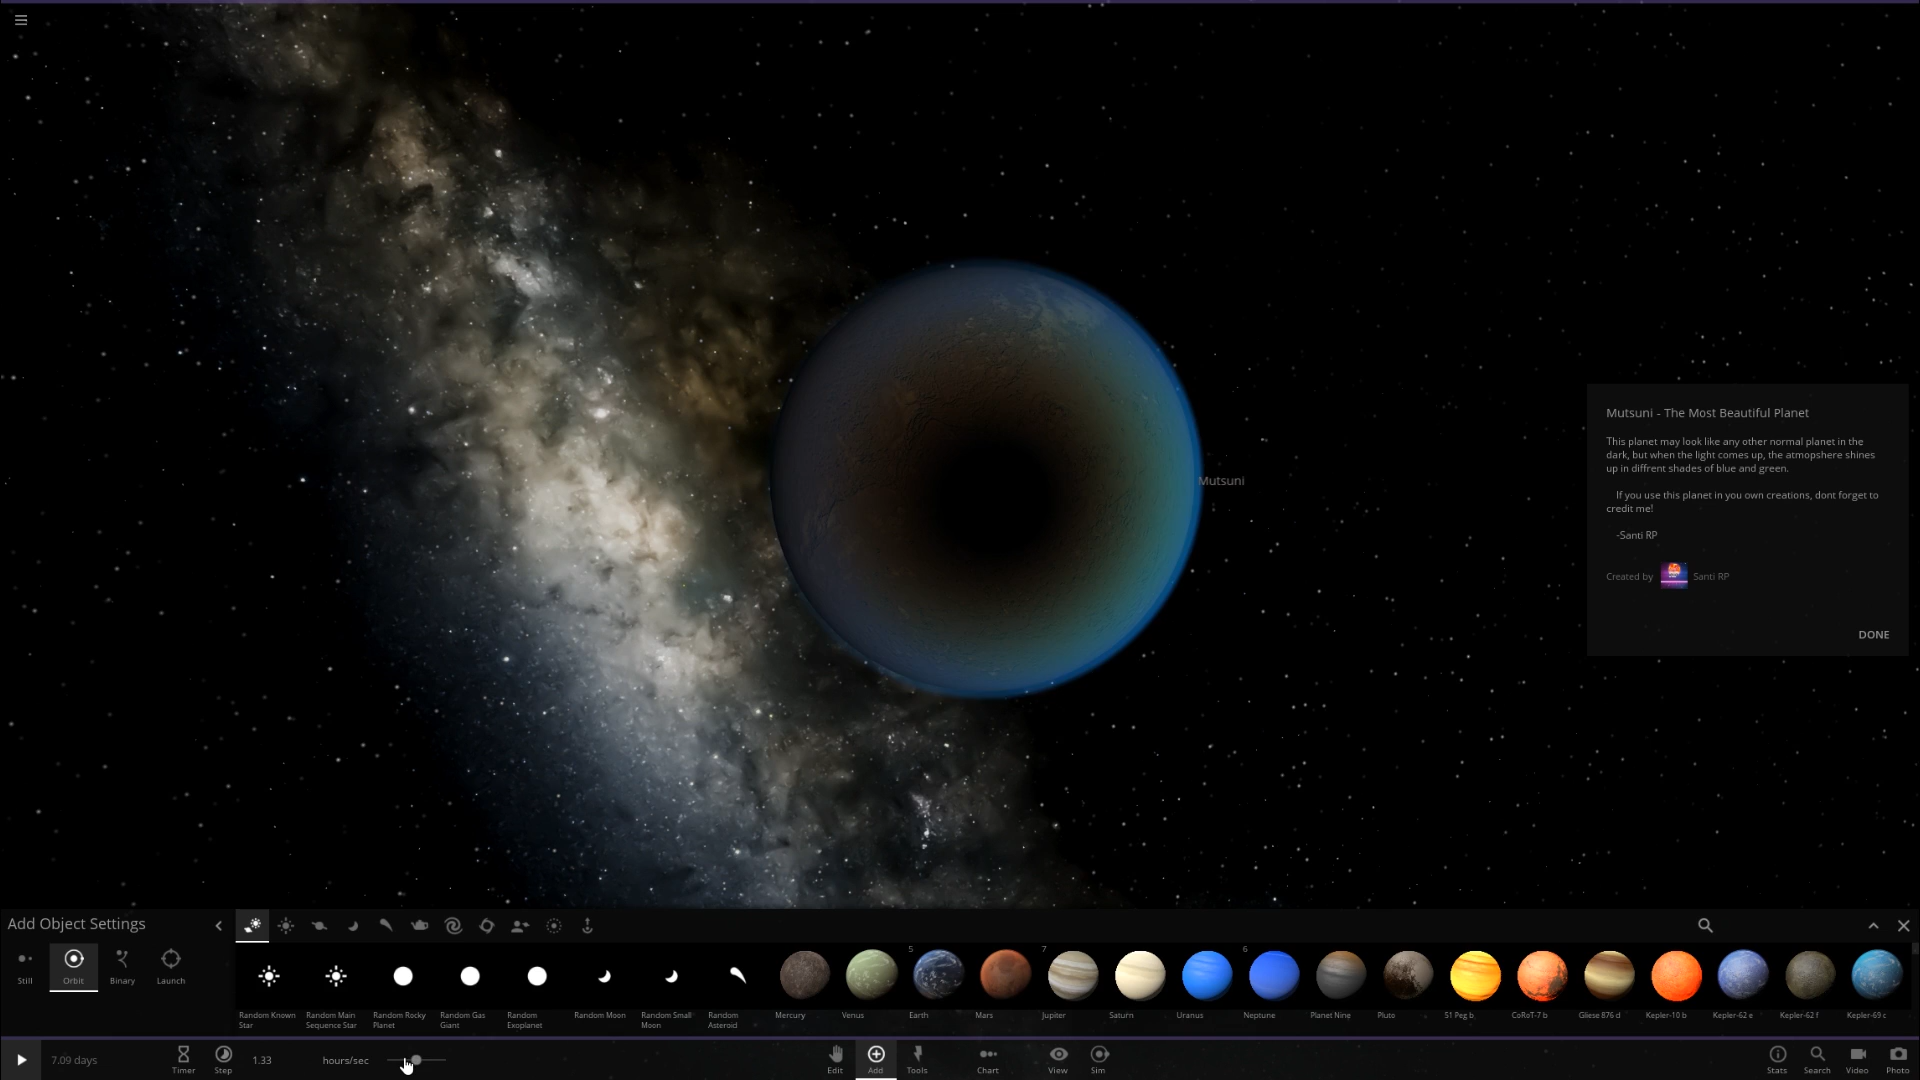 Mutsuni
Mutsuni - The Most Beautiful Planet
This planet may look like any other normal planet in the
dark, but when the light comes up, the atmopshere shines
up in diffrent shades of blue and green.
If you use this planet in you own creations, dont forget to
credit me!
-Santi RP
Created by Santi RP
DONE
Add Object Settings
Still Orbit Binary Launch
5 7 6
Random Known
Star
Random Main
Sequence Star
Random Rocky
Planet
Random Gas
Giant
Random
Exoplanet
Random Moon
Random Small
Moon
Random
Asteroid
Mercury
Venus
Earth
Mars
Jupiter
Saturn
Uranus
Neptune
Planet Nine
Pluto
51 Peg b
CoRoT-7 b
Gliese 876 d
Kepler-10 b
Kepler-62 e
Kepler-62 f
Kepler-69 c
7.09 days
Timer
Step
1.33
hours/sec
Edit
Add
Tools
Chart
View
Sim
Stats
Search
Video
Photo